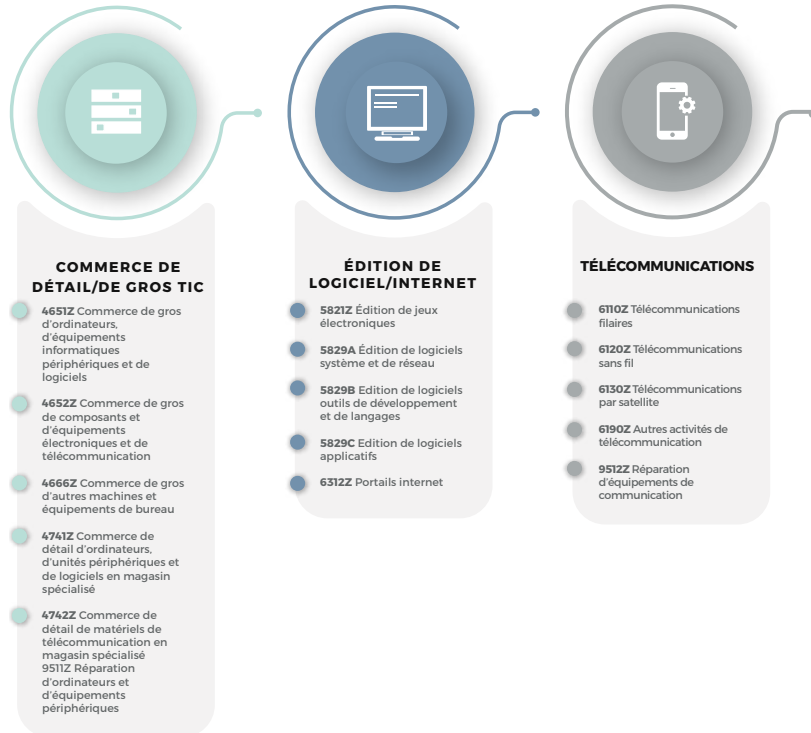 COMMERCE DE
DÉTAIL/DE GROS TIC
4651Z Commerce de gros
d'ordinateurs,
d'équipements
informatiques
périphériques et de
logiciels
4652Z Commerce de gros
de composants et
d'équipements
électroniques et de
télécommunication
4666Z Commerce de gros
d'autres machines et
équipements de bureau
4741Z Commerce de
détail d'ordinateurs,
d'unités périphériques et
de logiciels en magasin
spécialisé
4742Z Commerce de
détail de matériels de
télécommunication en
magasin spécialisé
9511Z Réparation
d'ordinateurs et
d'équipements
périphériques
ÉDITION DE
LOGICIEL/INTERNET
5821Z Édition de jeux
électroniques
5829A Édition de logiciels
système et de réseau
5829B Edition de logiciels
outils de développement
et de langages
5829C Edition de logiciels
applicatifs
6312Z Portails internet
TÉLÉCOMMUNICATIONS
6110Z Télécommunications
filaires
6120Z Télécommunications
sans fil
6130Z Télécommunications
par satellite
6190Z Autres activités de
télécommunication
9512Z Réparation
d'équipements de
communication